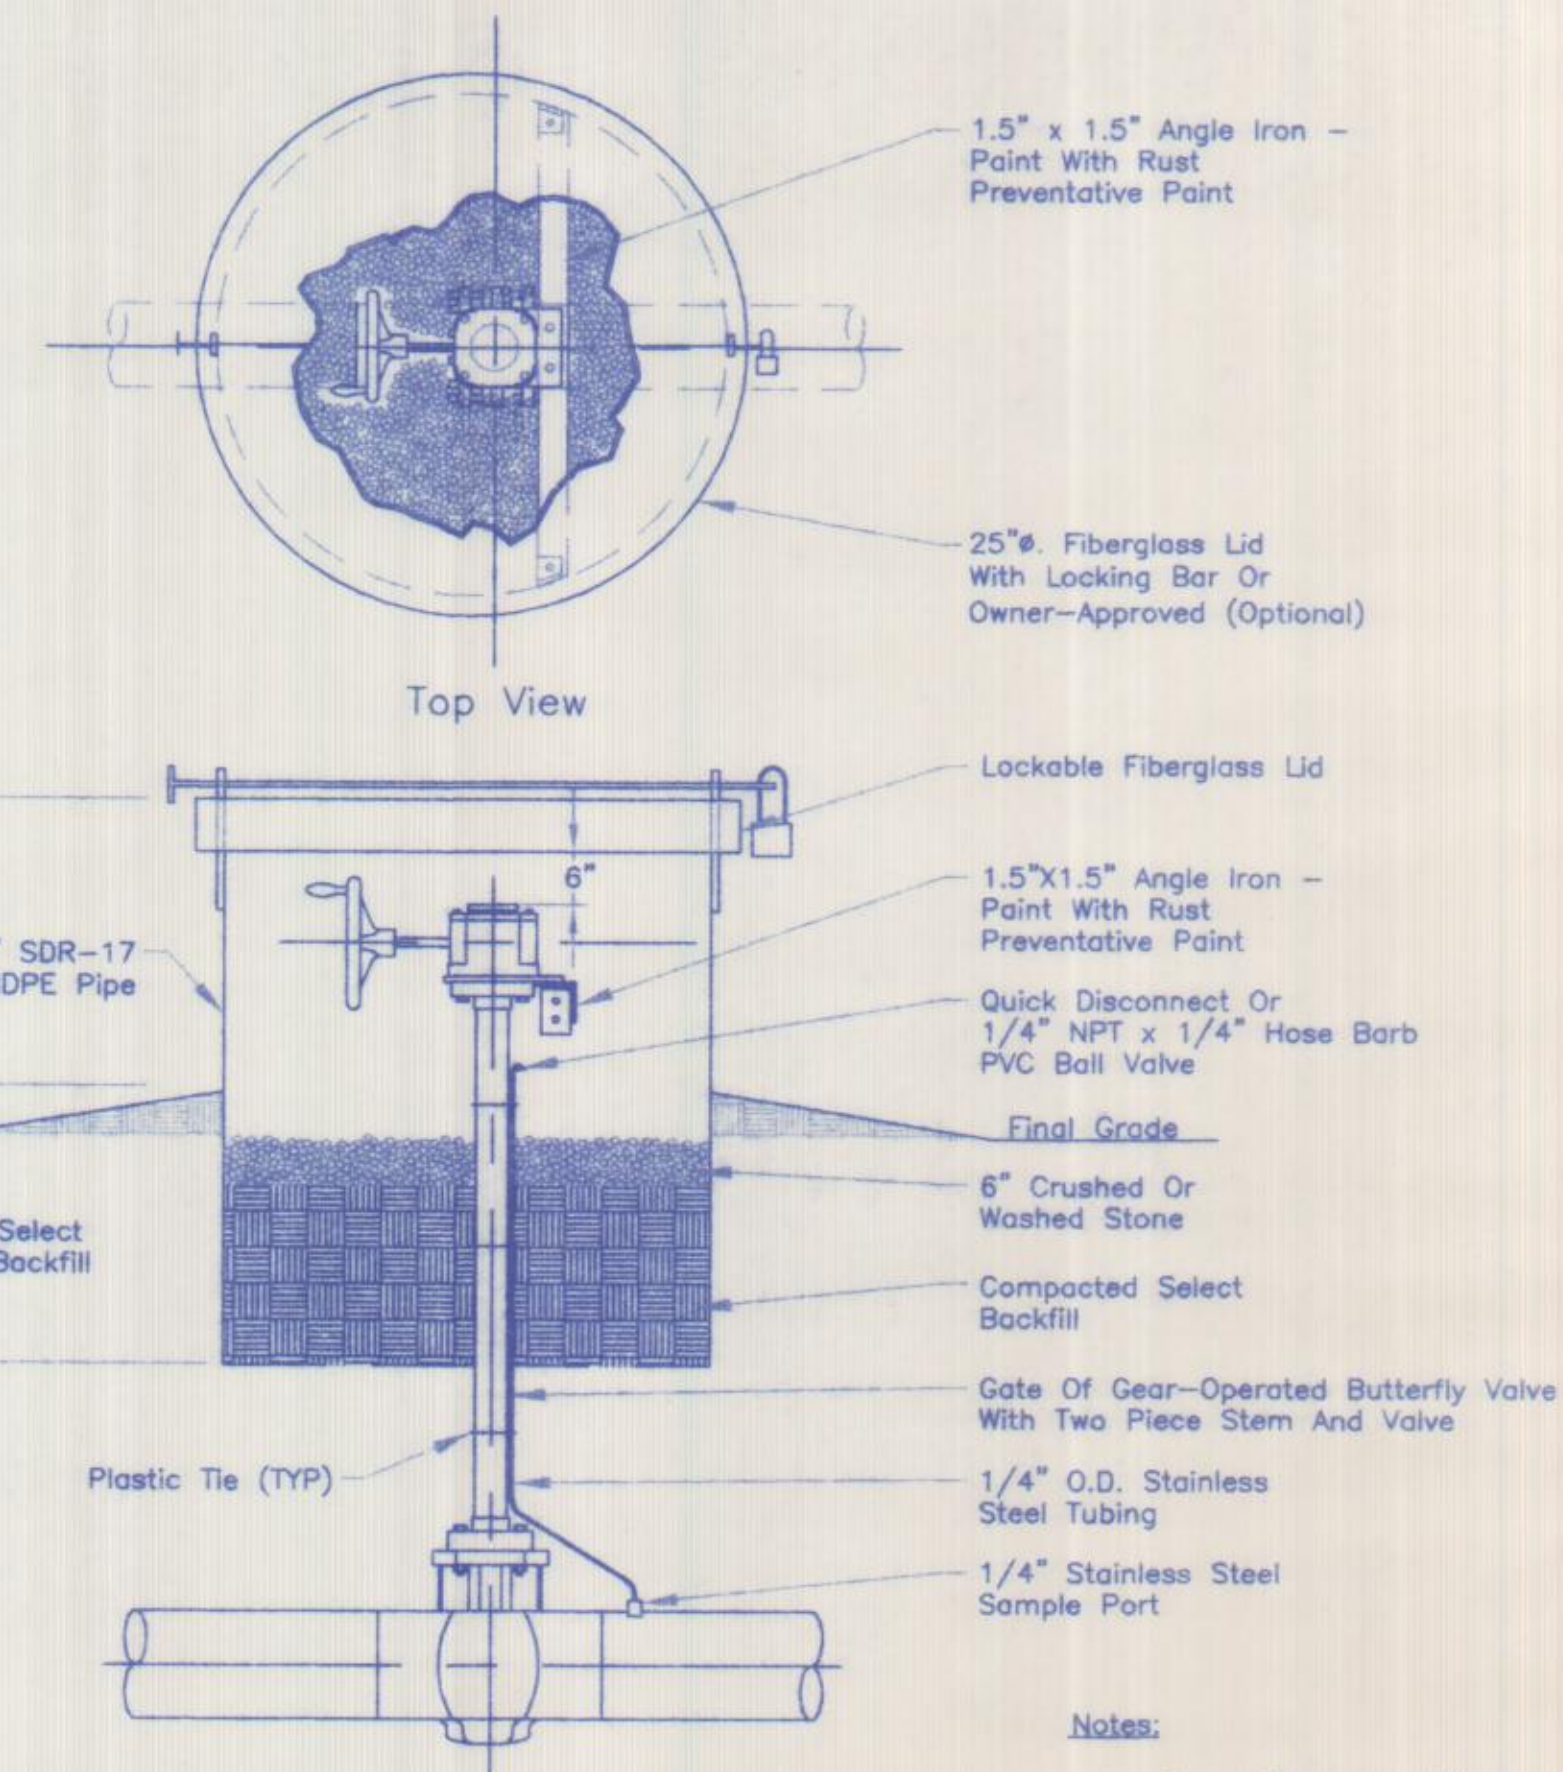 1.5" x 1.5" Angle Iron –
Paint With Rust
Preventative Paint
25"ø. Fiberglass Lid
With Locking Bar Or
Owner–Approved (Optional)
Top View
Lockable Fiberglass Lid
6"
1.5"X1.5" Angle Iron –
Paint With Rust
Preventative Paint
SDR–17
DPE Pipe
Quick Disconnect Or
1/4" NPT x 1/4" Hose Barb
PVC Ball Valve
Final Grade
6" Crushed Or
Washed Stone
Select
Backfill
Compacted Select
Backfill
Gate Of Gear–Operated Butterfly Valve
With Two Piece Stem And Valve
Plastic Tie (TYP)
1/4" O.D. Stainless
Steel Tubing
1/4" Stainless Steel
Sample Port
Notes: